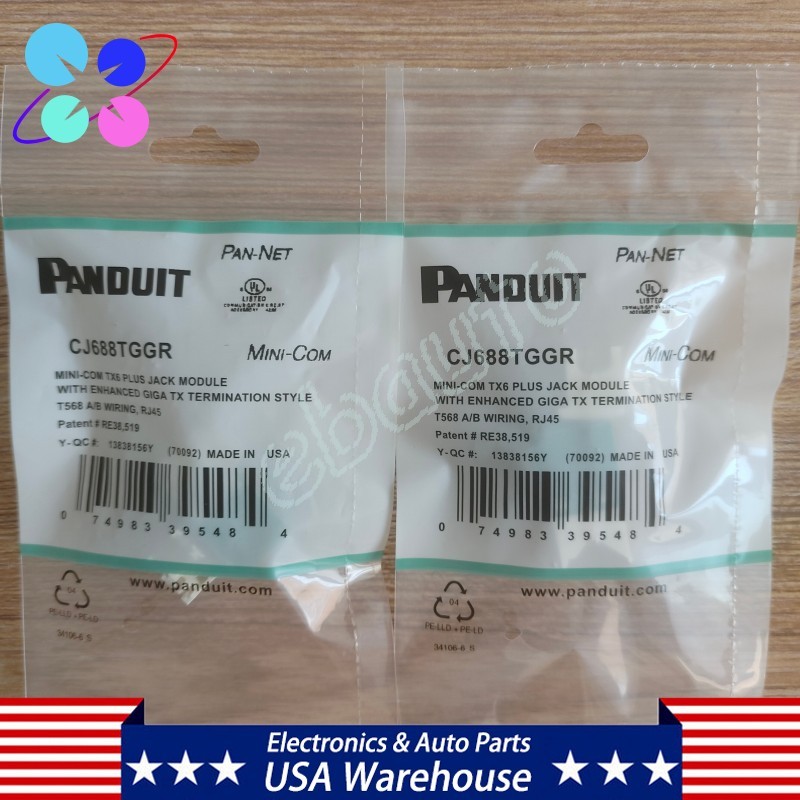 PANDUIT
PAN-NET
UL
LISTED
CJ688TGGR
MINI-COM
MINI-COM TX6 PLUS JACK MODULE
WITH ENHANCED GIGA TX TERMINATION STYLE
T568 A/B WIRING, RJ45
Patent # RE38,519
Y-QC #: 13838156Y (70092) MADE IN USA
0 74983 39548 4
www.panduit.com
04
PE-LLD + PE-LD
34106-6 S
PANDUIT
PAN-NET
UL
LISTED
CJ688TGGR
MINI-COM
MINI-COM TX6 PLUS JACK MODULE
WITH ENHANCED GIGA TX TERMINATION STYLE
T568 A/B WIRING, RJ45
Patent # RE38,519
Y-QC #: 13838156Y (70092) MADE IN USA
0 74983 39548 4
www.panduit.com
04
PE-LLD + PE-LD
34106-6 S
ebauto
Electronics & Auto Parts
USA Warehouse